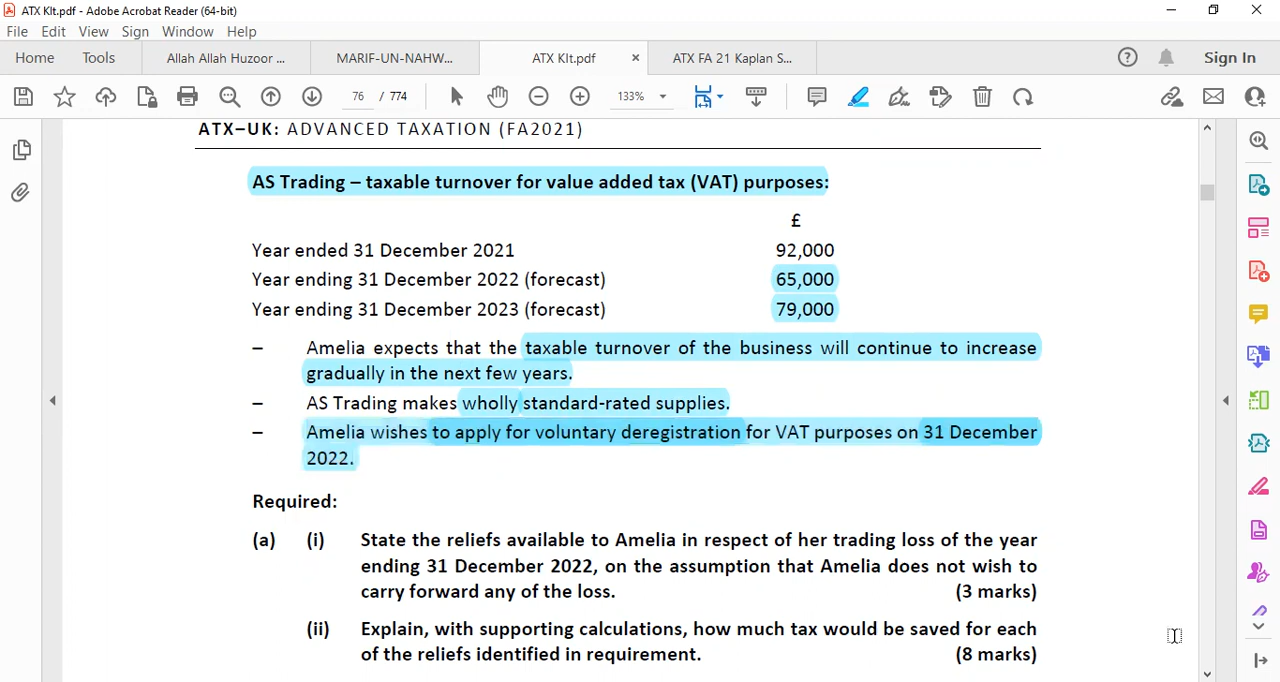 ATX KIt.pdf - Adobe Acrobat Reader (64-bit)
File Edit View Sign Window Help
Home Tools Allah Allah Huzoor ... MARIF-UN-NAHW... ATX KIt.pdf × ATX FA 21 Kaplan S... Sign In
76 / 774 133%
ATX–UK: ADVANCED TAXATION (FA2021)
AS Trading – taxable turnover for value added tax (VAT) purposes:
£
Year ended 31 December 2021 92,000
Year ending 31 December 2022 (forecast) 65,000
Year ending 31 December 2023 (forecast) 79,000
– Amelia expects that the taxable turnover of the business will continue to increase
gradually in the next few years.
– AS Trading makes wholly standard-rated supplies.
– Amelia wishes to apply for voluntary deregistration for VAT purposes on 31 December
2022.
Required:
(a) (i) State the reliefs available to Amelia in respect of her trading loss of the year
ending 31 December 2022, on the assumption that Amelia does not wish to
carry forward any of the loss. (3 marks)
(ii) Explain, with supporting calculations, how much tax would be saved for each
of the reliefs identified in requirement. (8 marks)